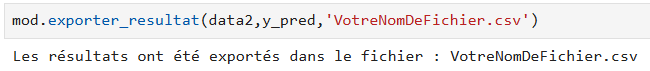 mod.exporter_resultat(data2,y_pred,'VotreNomDeFichier.csv')
Les résultats ont été exportés dans le fichier : VotreNomDeFichier.csv